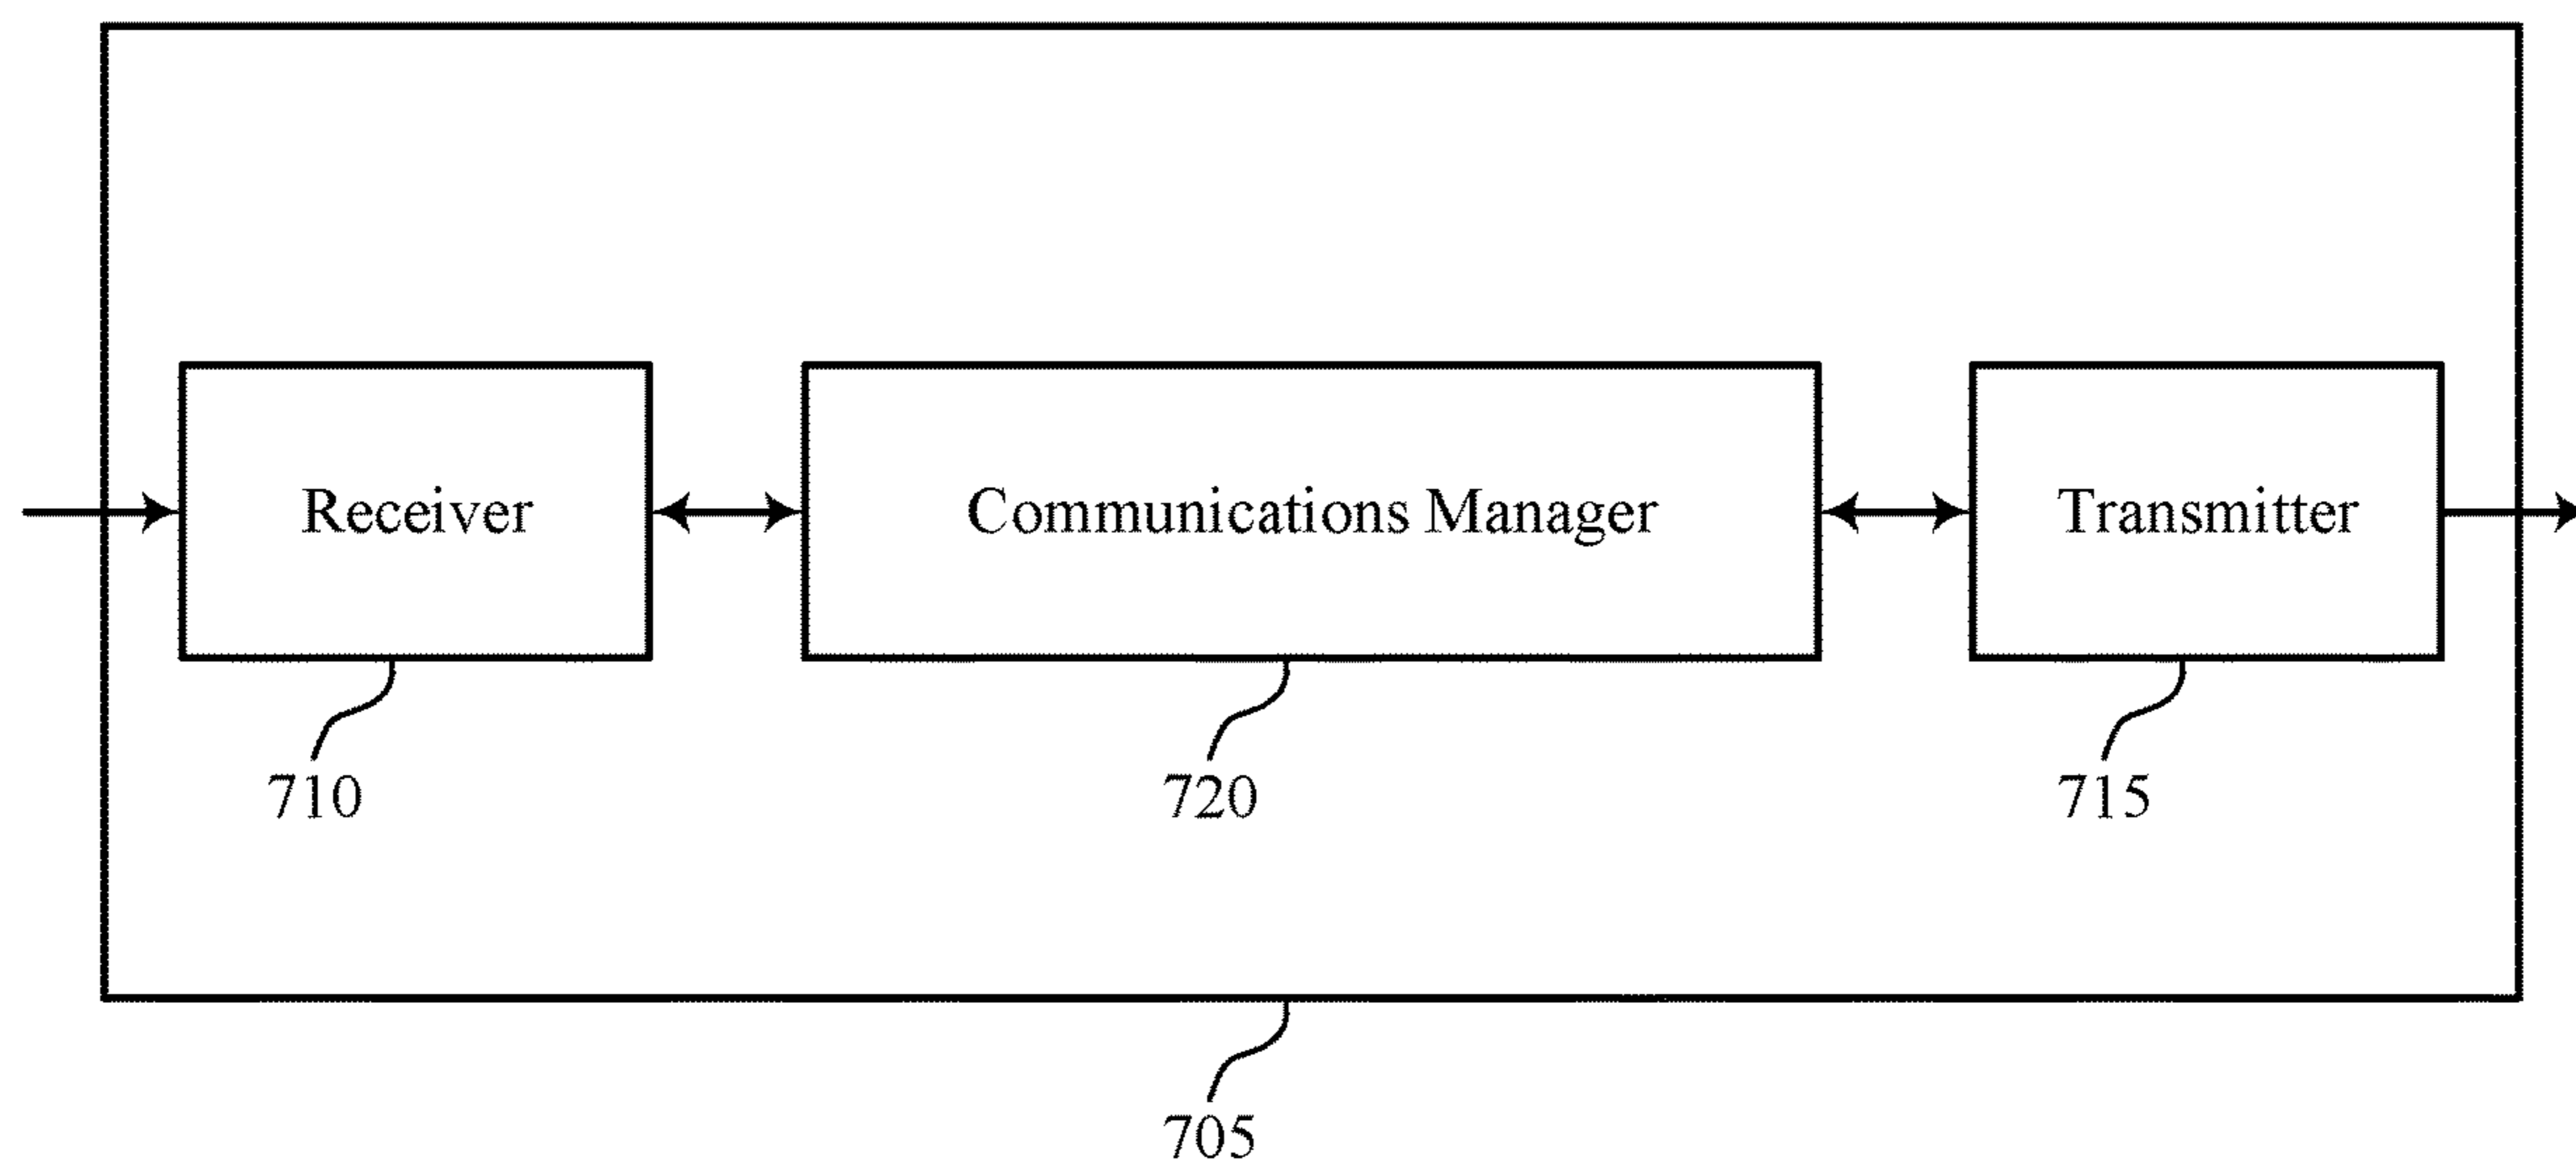 Receiver
Communications Manager
Transmitter
710
720
715
705